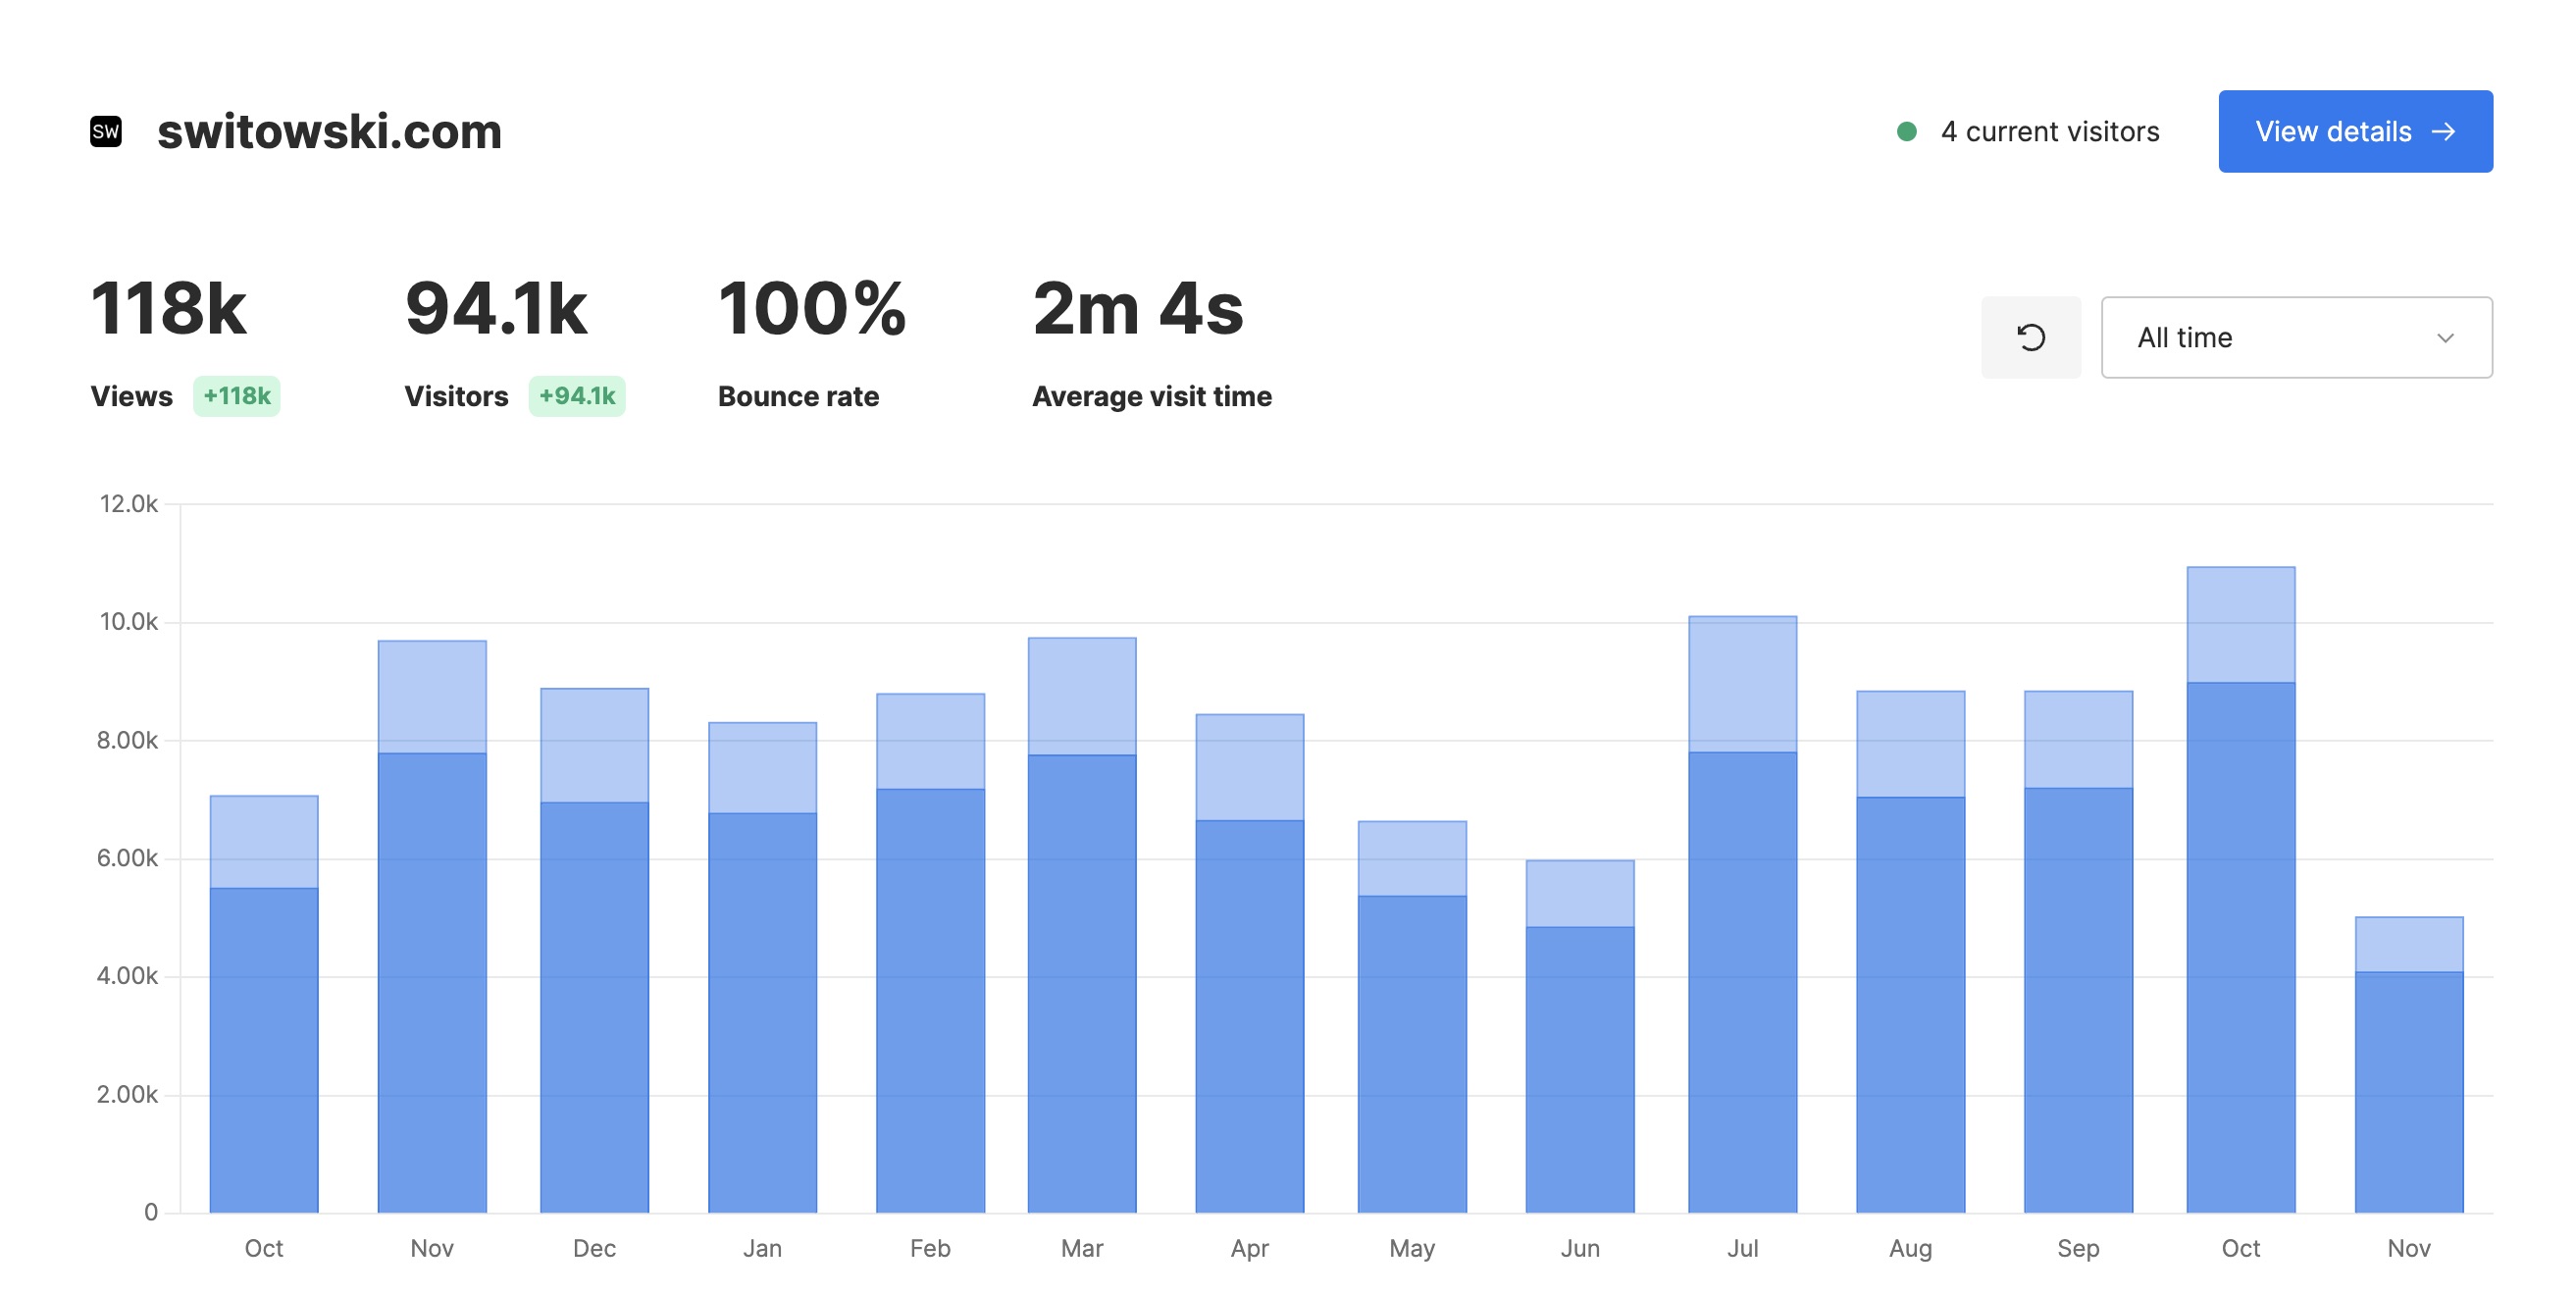 SW switowski.com
4 current visitors
View details →
118k 94.1k 100% 2m 4s
Views +118k Visitors +94.1k Bounce rate Average visit time
All time
12.0k
10.0k
8.00k
6.00k
4.00k
2.00k
0
Oct Nov Dec Jan Feb Mar Apr May Jun Jul Aug Sep Oct Nov